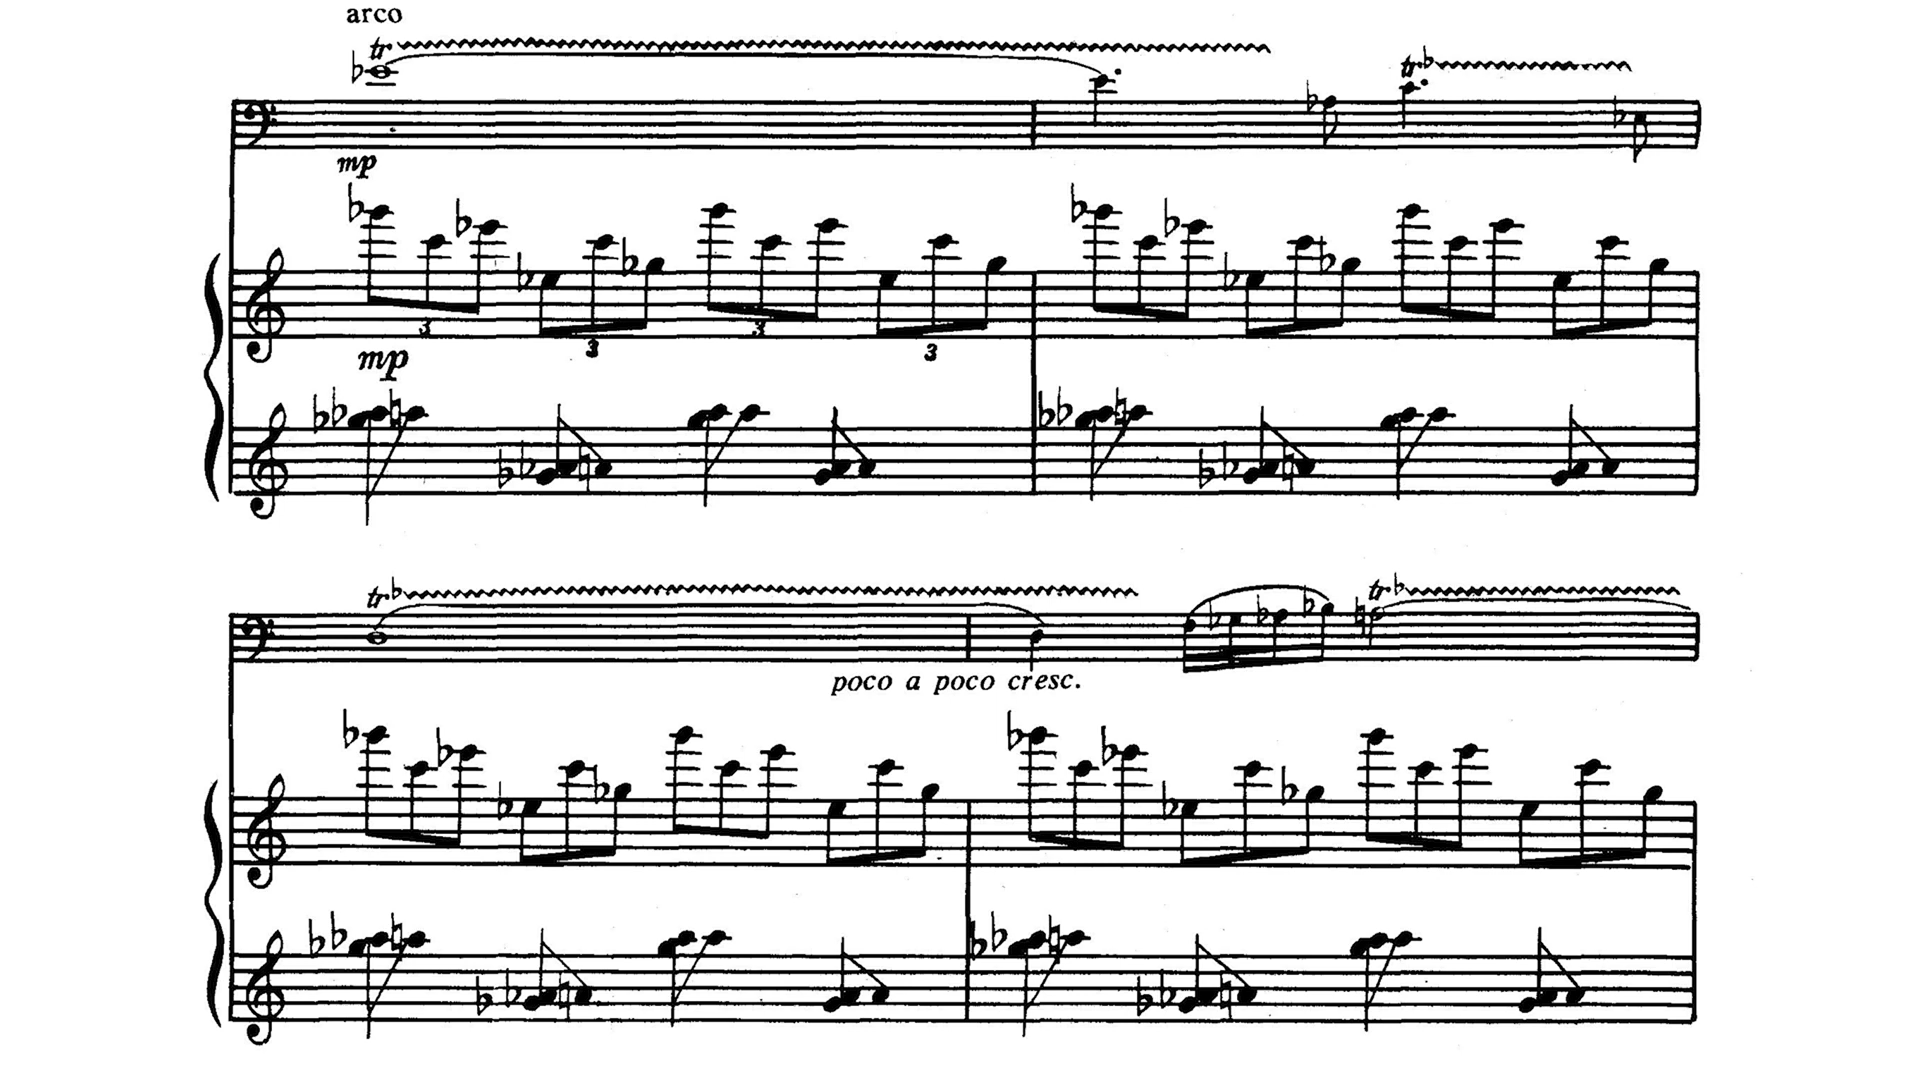 arco
tr
tr
mp
3 3 3 3
mp
tr tr
poco a poco cresc.